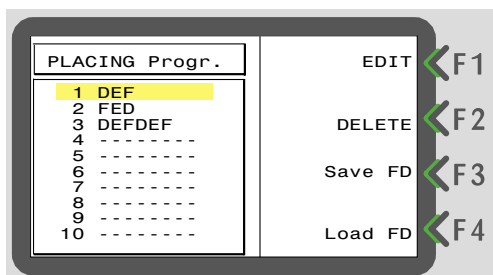 PLACING Progr.
1 DEF
2 FED
3 DEFDEF
4 --------
5 --------
6 --------
7 --------
8 --------
9 --------
10 --------
EDIT F1
DELETE F2
Save FD F3
Load FD F4